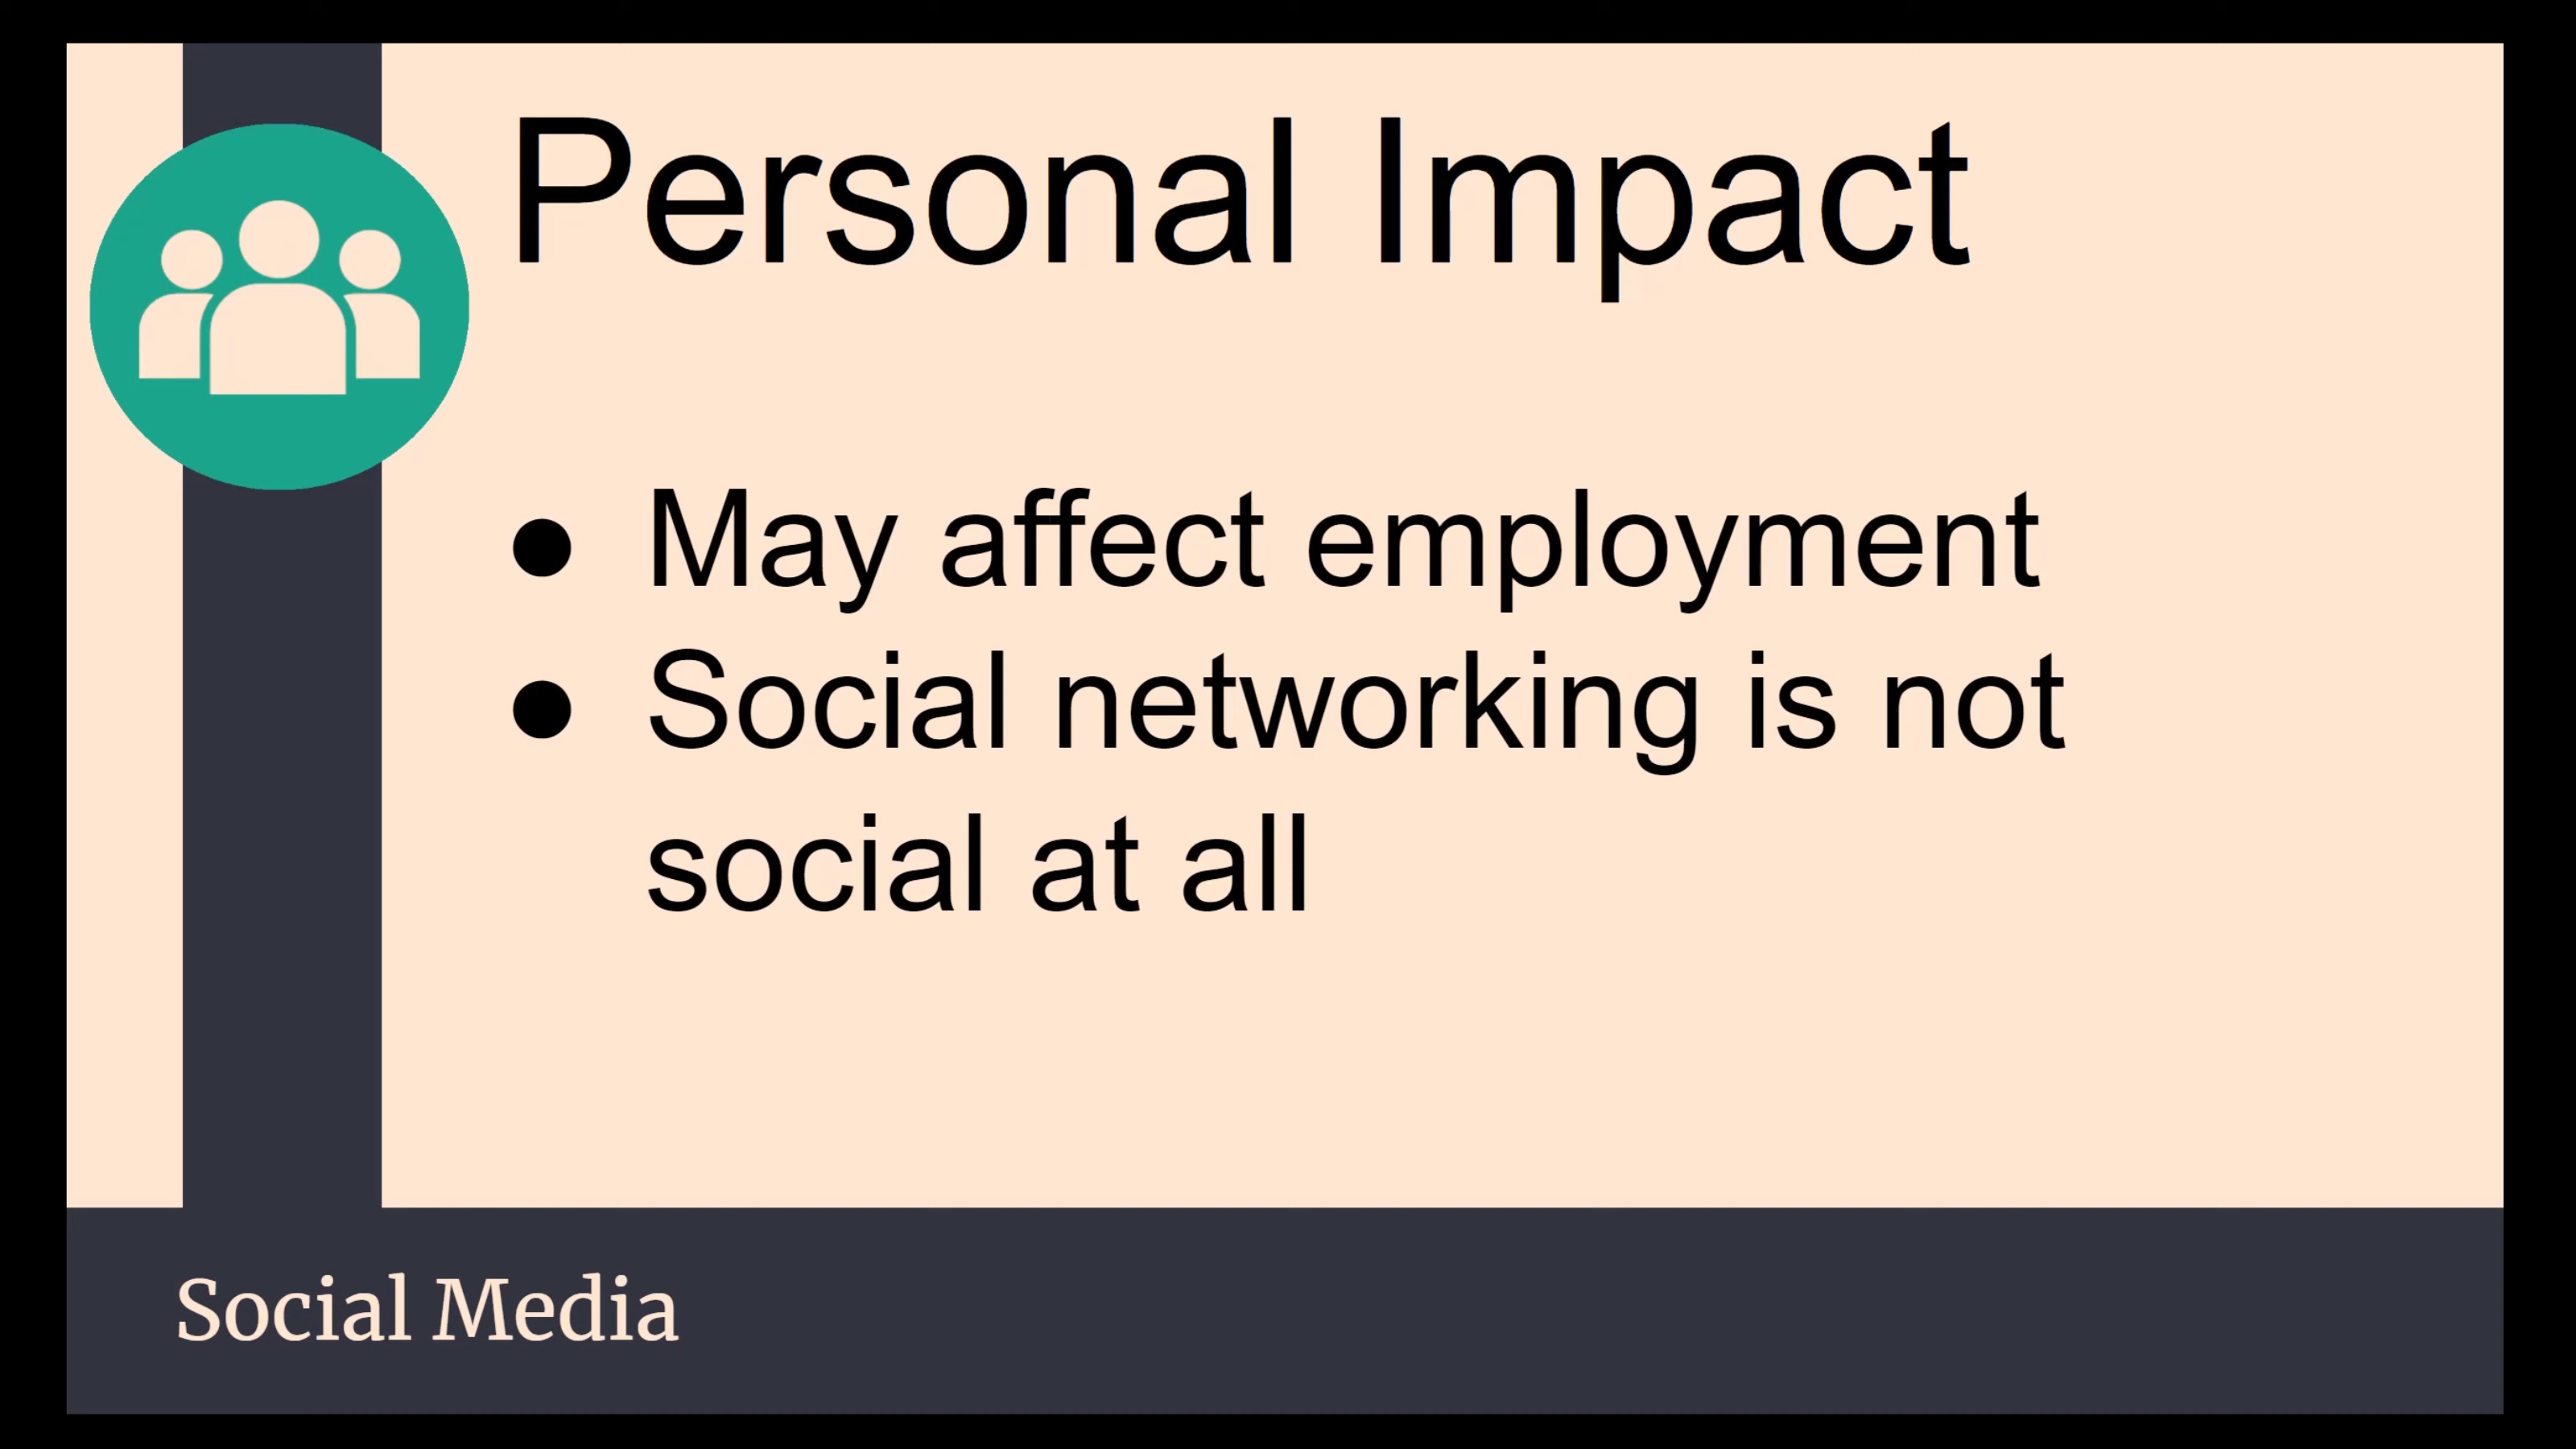 Personal Impact
● May affect employment
● Social networking is not
social at all
Social Media